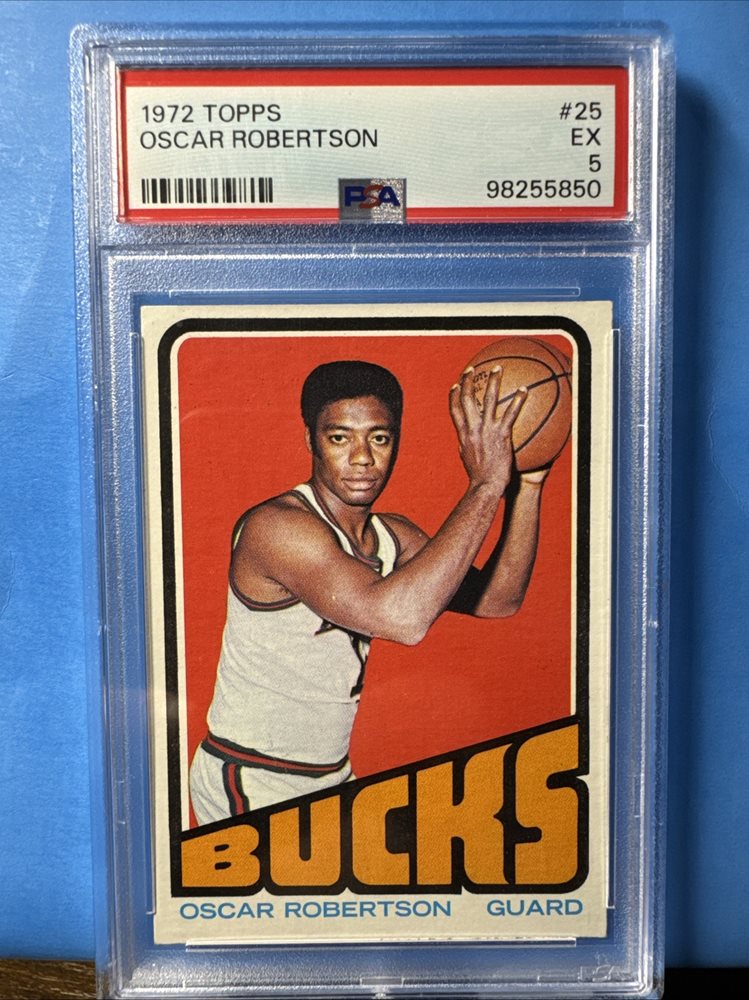 1972 TOPPS #25
OSCAR ROBERTSON EX
5
PSA 98255850
BUCKS
OSCAR ROBERTSON GUARD